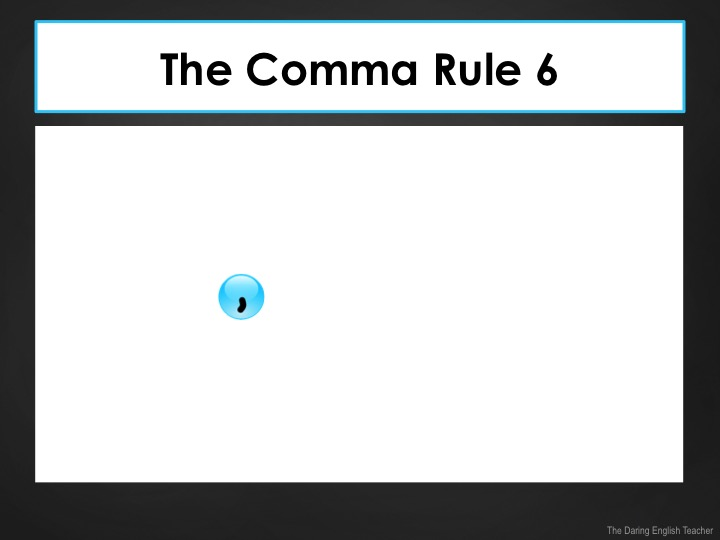 The Comma Rule 6
,
The Daring English Teacher